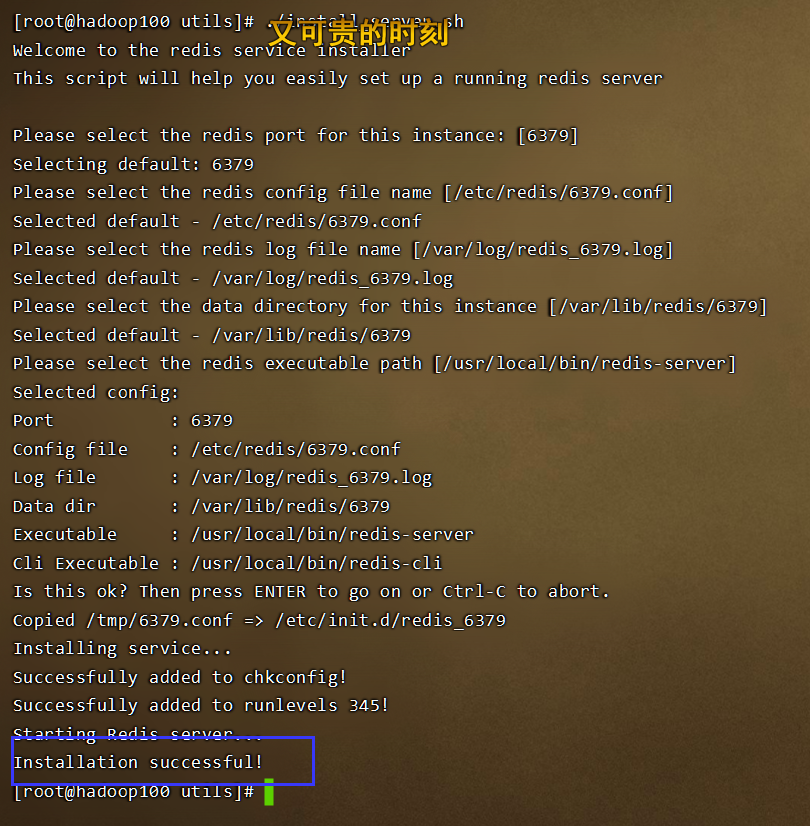 [root@hadoop100 utils]# ./install_server.sh
又可贵的时刻
Welcome to the redis service installer
This script will help you easily set up a running redis server
Please select the redis port for this instance: [6379]
Selecting default: 6379
Please select the redis config file name [/etc/redis/6379.conf]
Selected default - /etc/redis/6379.conf
Please select the redis log file name [/var/log/redis_6379.log]
Selected default - /var/log/redis_6379.log
Please select the data directory for this instance [/var/lib/redis/6379]
Selected default - /var/lib/redis/6379
Please select the redis executable path [/usr/local/bin/redis-server]
Selected config:
Port           : 6379
Config file    : /etc/redis/6379.conf
Log file       : /var/log/redis_6379.log
Data dir       : /var/lib/redis/6379
Executable     : /usr/local/bin/redis-server
Cli Executable : /usr/local/bin/redis-cli
Is this ok? Then press ENTER to go on or Ctrl-C to abort.
Copied /tmp/6379.conf => /etc/init.d/redis_6379
Installing service...
Successfully added to chkconfig!
Successfully added to runlevels 345!
Starting Redis server...
Installation successful!
[root@hadoop100 utils]#